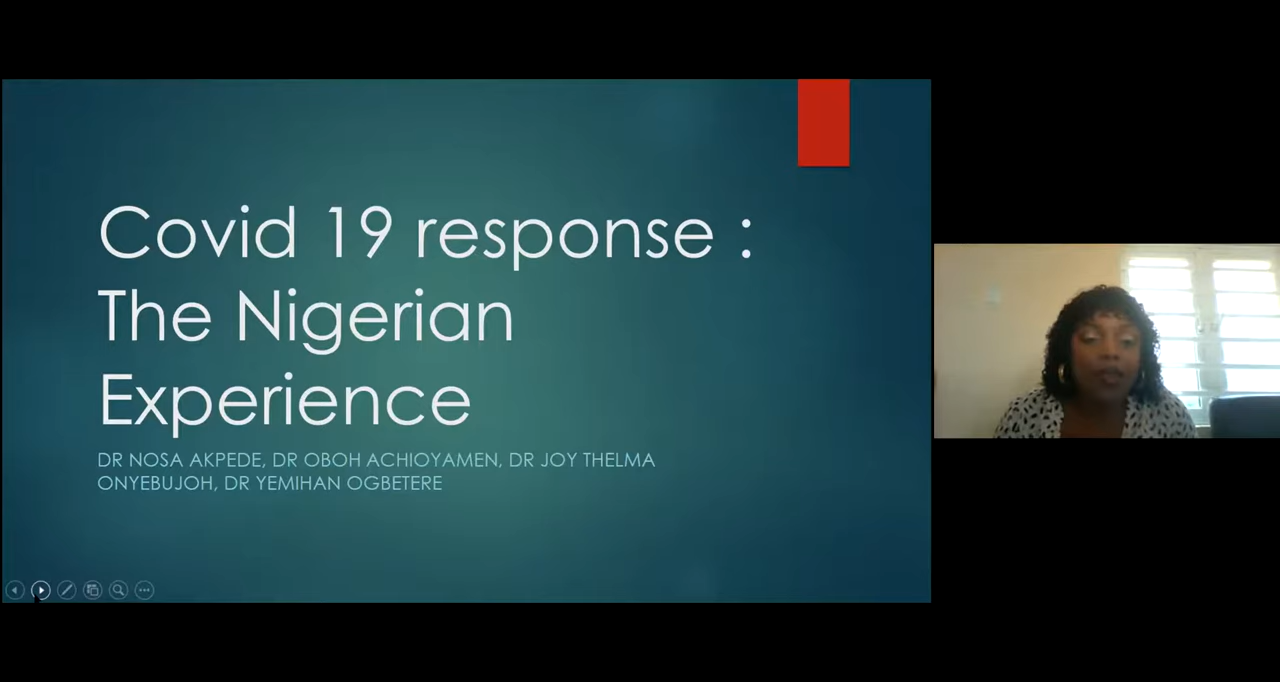 Covid 19 response :
The Nigerian
Experience
DR NOSA AKPEDE, DR OBOH ACHIOYAMEN, DR JOY THELMA
ONYEBUJOH, DR YEMIHAN OGBETERE